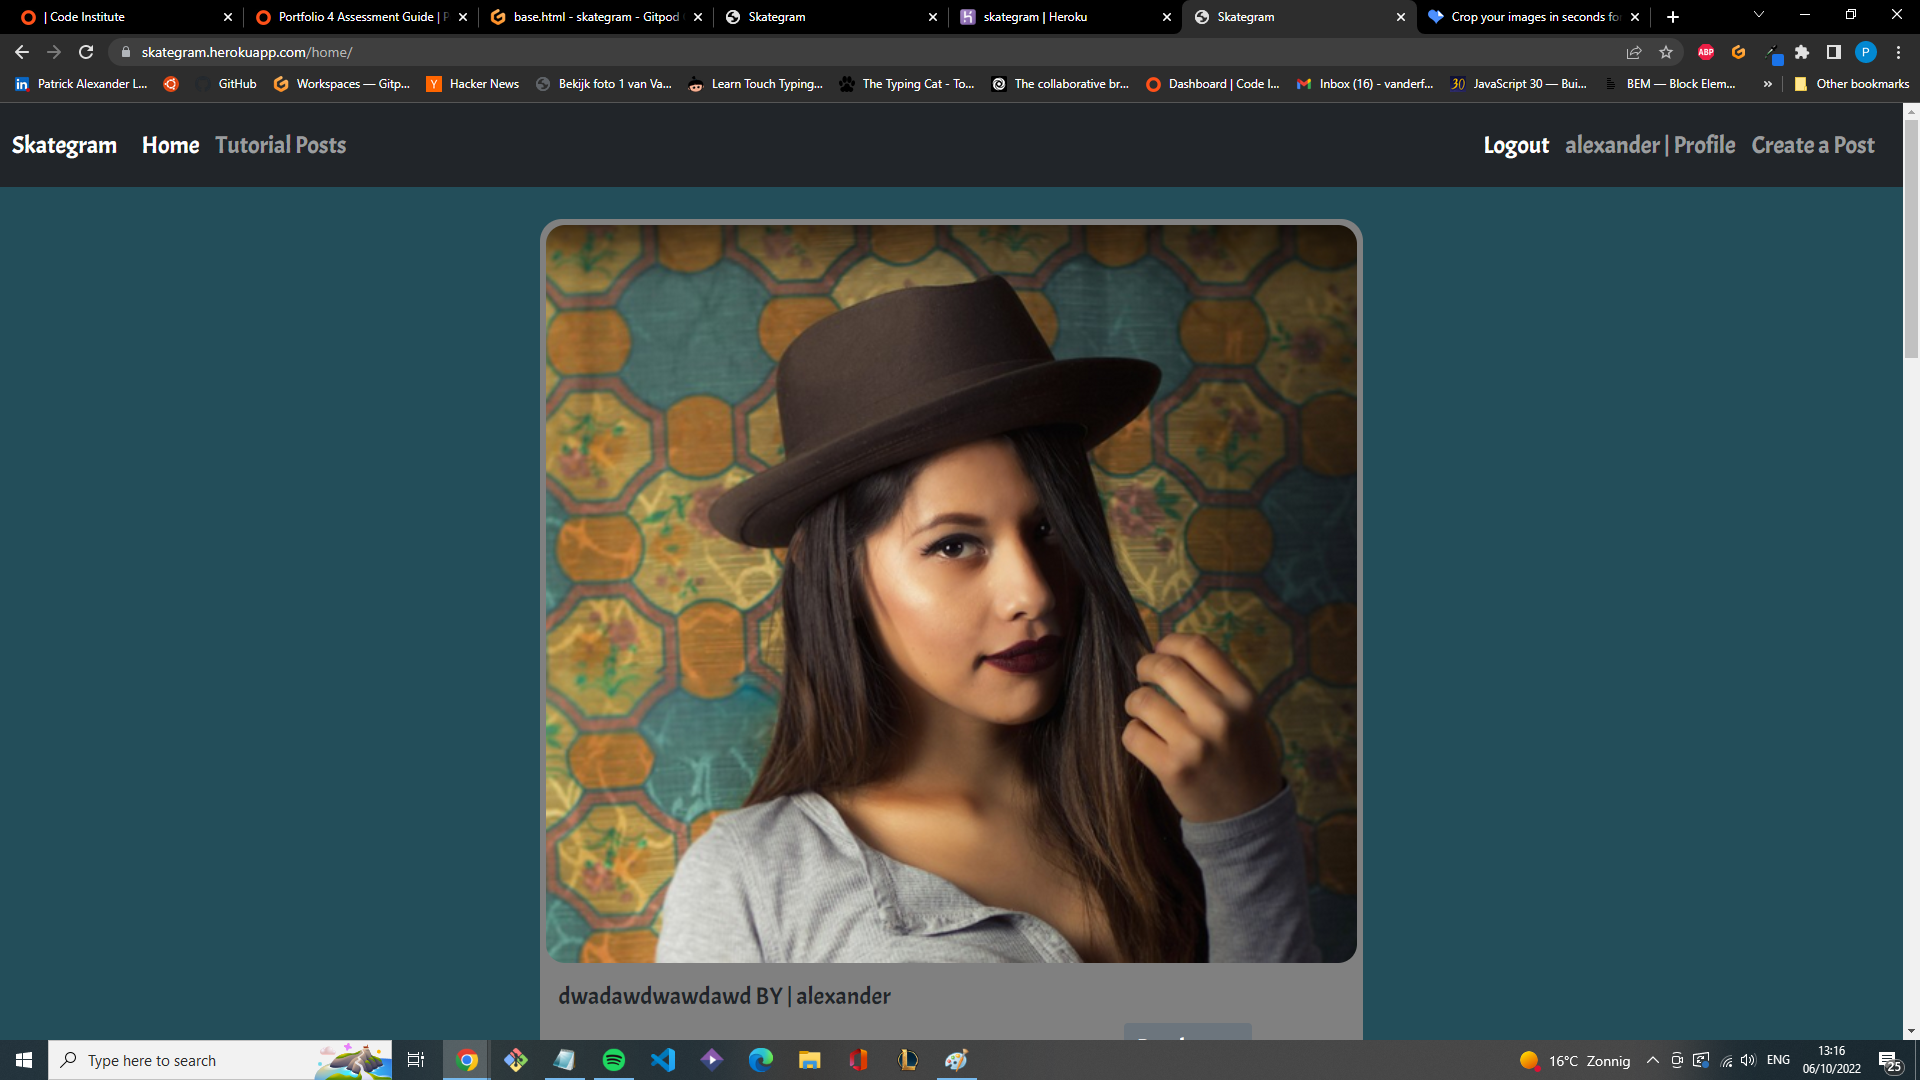 | Code Institute
Portfolio 4 Assessment Guide | P
base.html - skategram - Gitpod
Skategram
skategram | Heroku
Skategram
Crop your images in seconds fo
skategram.herokuapp.com/home/
ABP
P
Patrick Alexander L...
GitHub
Workspaces — Gitp...
Hacker News
Bekijk foto 1 van Va...
Learn Touch Typing...
The Typing Cat - To...
The collaborative br...
Dashboard | Code I...
Inbox (16) - vanderf...
JavaScript 30 — Bui...
BEM — Block Elem...
»
Other bookmarks
Skategram Home Tutorial Posts
Logout alexander | Profile Create a Post
dwadawdwawdawd BY | alexander
Type here to search
16°C Zonnig
ENG
13:16
06/10/2022
25